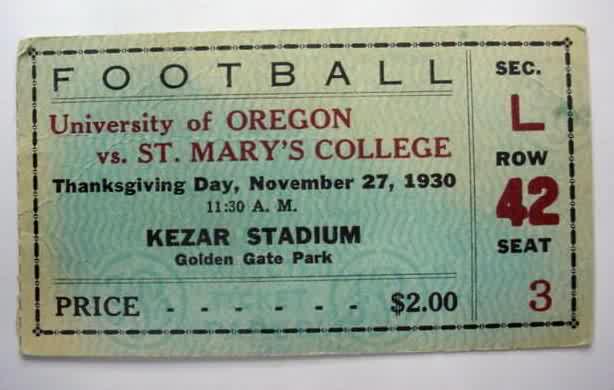 FOOTBALL
University of OREGON
vs. ST. MARY'S COLLEGE
Thanksgiving Day, November 27, 1930
11:30 A. M.
KEZAR STADIUM
Golden Gate Park
PRICE - - - - - - $2.00
SEC.
L
ROW
42
SEAT
3